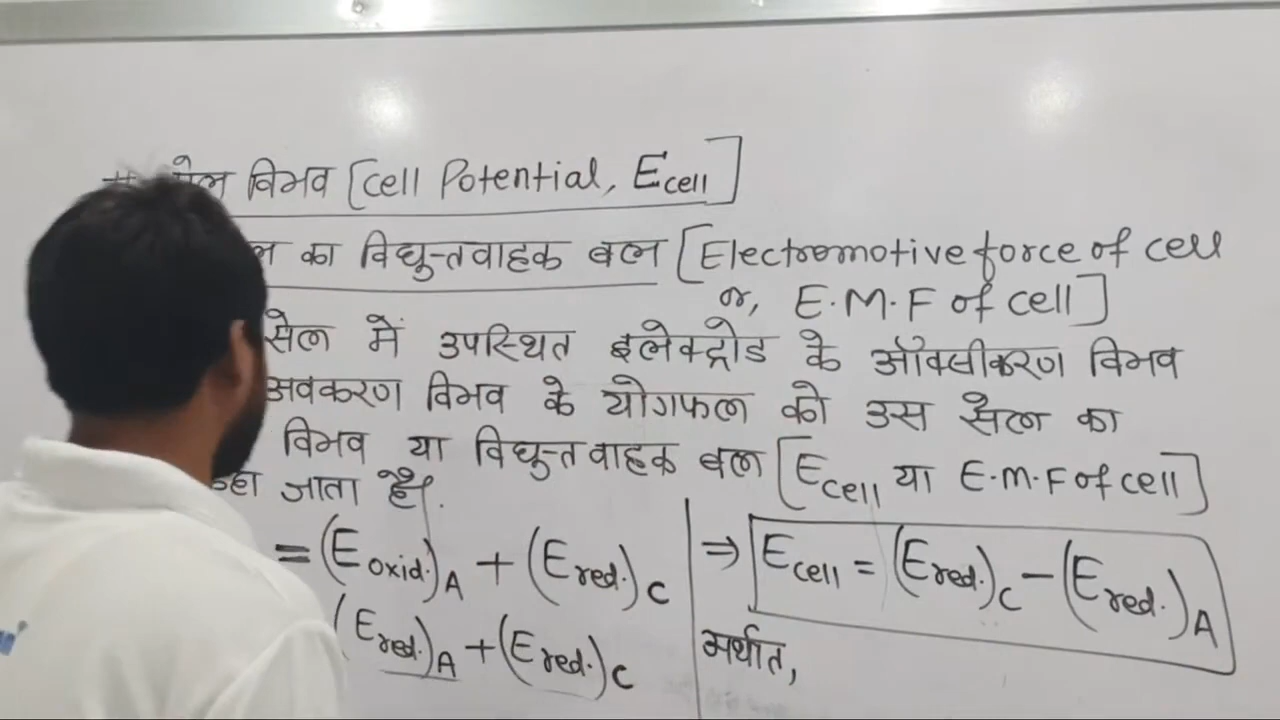 विभव [Cell Potential, Ecell]
का विद्युतवाहक बल [Electromotive force of cell
or, E.M.F of cell]
सेल में उपस्थित इलेक्ट्रोड के ऑक्सीकरण विभव
अवकरण विभव के योगफल को उस सेल का
विभव या विद्युतवाहक बल [Ecell या E.M.F of cell]
जाता है।
= (Eoxid.)A + (Ered.)C
(Ered.)A + (Ered.)C
⇒ Ecell = (Ered.)C - (Ered.)A
अर्थात,